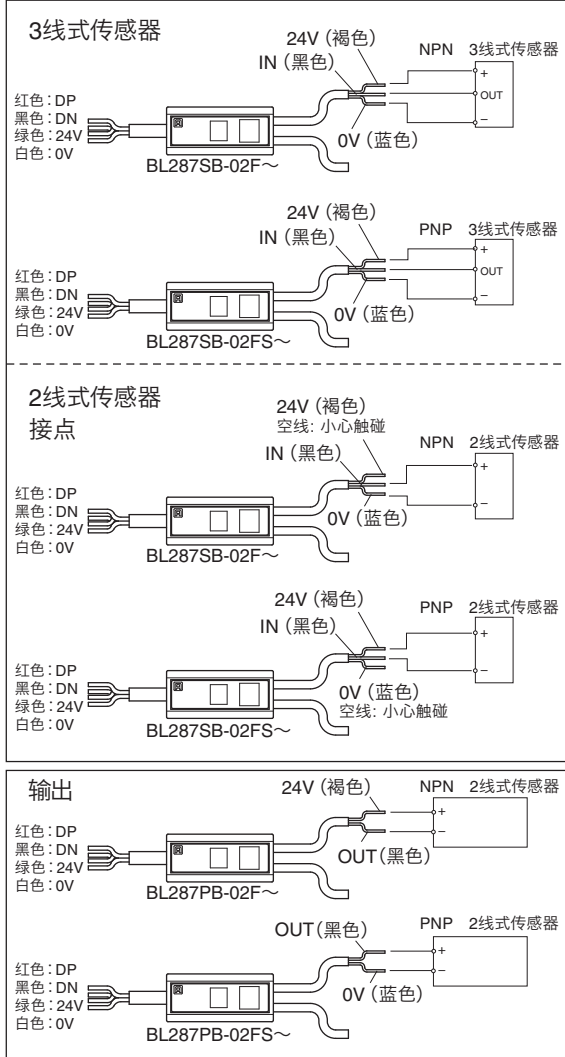 3线式传感器
24V (褐色)
NPN 3线式传感器
IN (黑色)
+
OUT
−
红色：DP
黑色：DN
绿色：24V
白色：0V
0V (蓝色)
BL287SB-02F～
24V (褐色)
PNP 3线式传感器
IN (黑色)
+
OUT
−
红色：DP
黑色：DN
绿色：24V
白色：0V
0V (蓝色)
BL287SB-02FS～
2线式传感器
接点
24V (褐色)
空线: 小心触碰
NPN 2线式传感器
IN (黑色)
+
−
红色：DP
黑色：DN
绿色：24V
白色：0V
0V (蓝色)
BL287SB-02F～
24V (褐色)
PNP 2线式传感器
IN (黑色)
+
−
红色：DP
黑色：DN
绿色：24V
白色：0V
0V (蓝色)
空线: 小心触碰
BL287SB-02FS～
输出
24V (褐色)
NPN 2线式传感器
+
−
红色：DP
黑色：DN
绿色：24V
白色：0V
OUT(黑色)
BL287PB-02F～
OUT(黑色)
PNP 2线式传感器
+
−
红色：DP
黑色：DN
绿色：24V
白色：0V
0V (蓝色)
BL287PB-02FS～